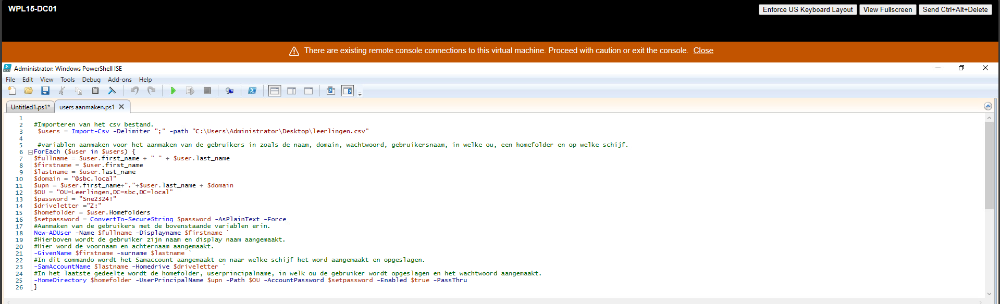 WPL15-DC01
Enforce US Keyboard Layout View Fullscreen Send Ctrl+Alt+Delete
There are existing remote console connections to this virtual machine. Proceed with caution or exit the console. Close
Administrator: Windows PowerShell ISE
File Edit View Tools Debug Add-ons Help
Untitled1.ps1* users aanmaken.ps1
1
2 #Importeren van het csv bestand.
3 $users = Import-Csv -Delimiter ";" -path "C:\Users\Administrator\Desktop\leerlingen.csv"
4
5 #variablen aanmaken voor het aanmaken van de gebruikers in zoals de naam, domain, wachtwoord, gebruikersnaam, in welke ou, een homefolder en op welke schijf.
6 ForEach ($user in $users) {
7 $fullname = $user.first_name + " " + $user.last_name
8 $firstname = $user.first_name
9 $lastname = $user.last_name
10 $domain = "@sbc.local"
11 $upn = $user.first_name+"."+$user.last_name + $domain
12 $OU = "OU=Leerlingen,DC=sbc,DC=local"
13 $password = "Sne2324!"
14 $driveletter ="Z:"
15 $homefolder = $user.Homefolders
16 $setpassword = ConvertTo-SecureString $password -AsPlainText -Force
17 #Aanmaken van de gebruikers met de bovenstaande variablen erin.
18 New-ADUser -Name $fullname -Displayname $firstname `
19 #Hierboven wordt de gebruiker zijn naam en display naam aangemaakt.
20 #Hier word de voornaam en achternaam aangemaakt.
21 -GivenName $firstname -surname $lastname `
22 #In dit commando wordt het Samaccount aangemaakt en naar welke schijf het word aangemaakt en opgeslagen.
23 -SamAccountName $lastname -Homedrive $driveletter `
24 #In het laatste gedeelte wordt de homefolder, userprincipalname, in welk ou de gebruiker wordt opgeslagen en het wachtwoord aangemaakt.
25 -HomeDirectory $homefolder -UserPrincipalName $upn -Path $OU -AccountPassword $setpassword -Enabled $true -PassThru
26 }